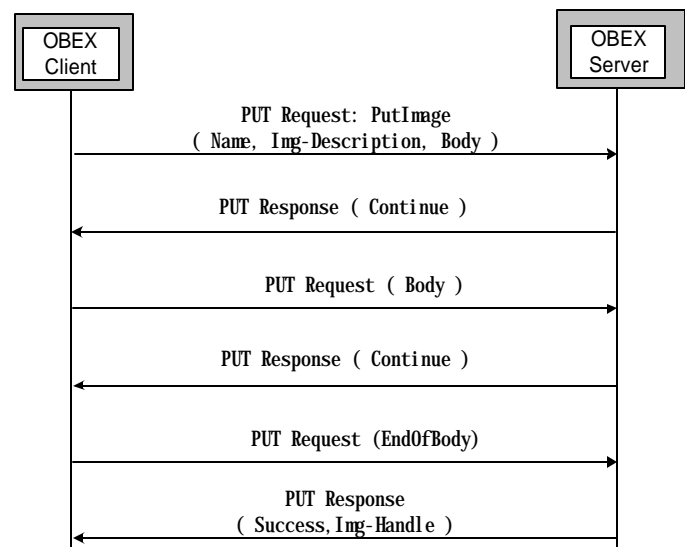 OBEX
Client
OBEX
Server
PUT Request: PutImage
( Name, Img-Description, Body )
PUT Response ( Continue )
PUT Request ( Body )
PUT Response ( Continue )
PUT Request (EndOfBody)
PUT Response
( Success,Img-Handle )